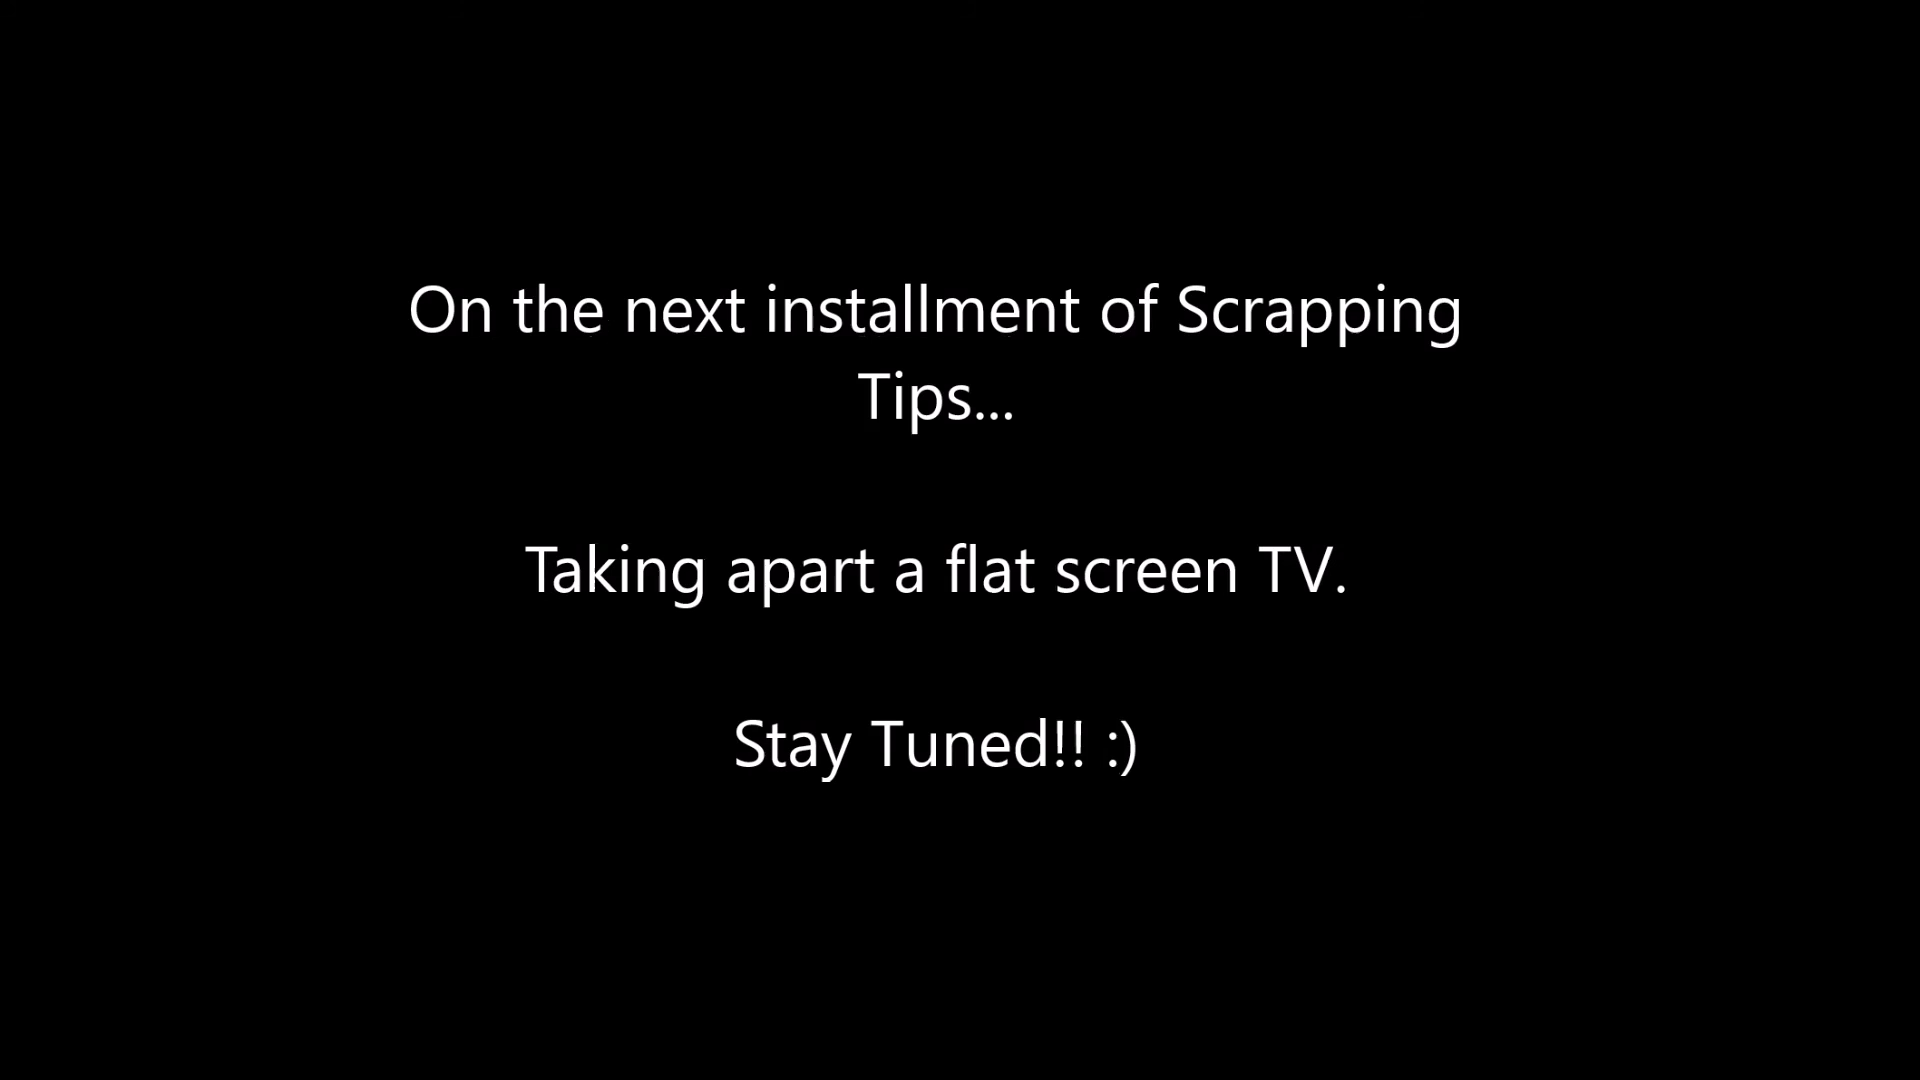 On the next installment of Scrapping
Tips...
Taking apart a flat screen TV.
Stay Tuned!! :)